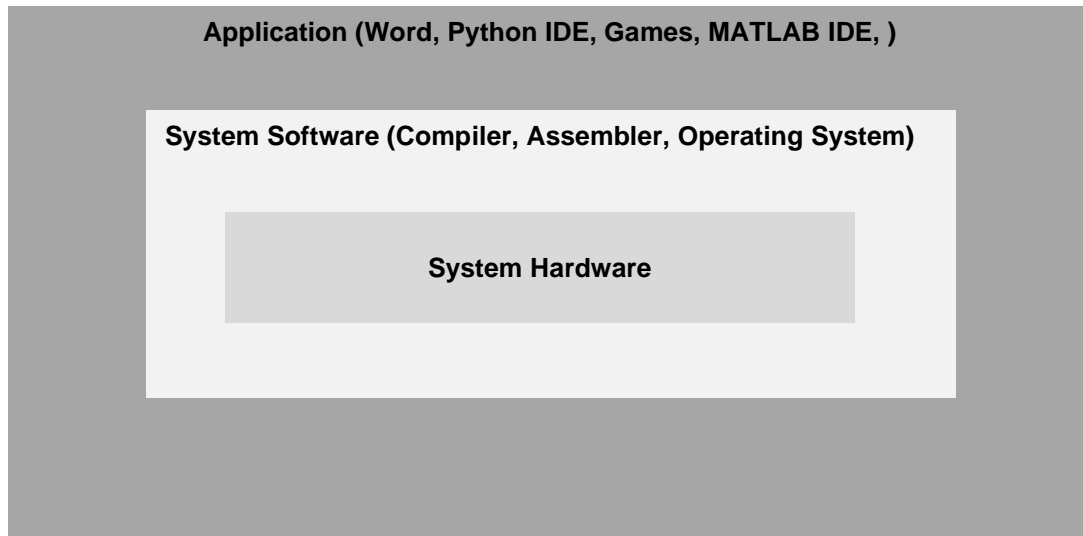 Application (Word, Python IDE, Games, MATLAB IDE, )
System Software (Compiler, Assembler, Operating System)
System Hardware